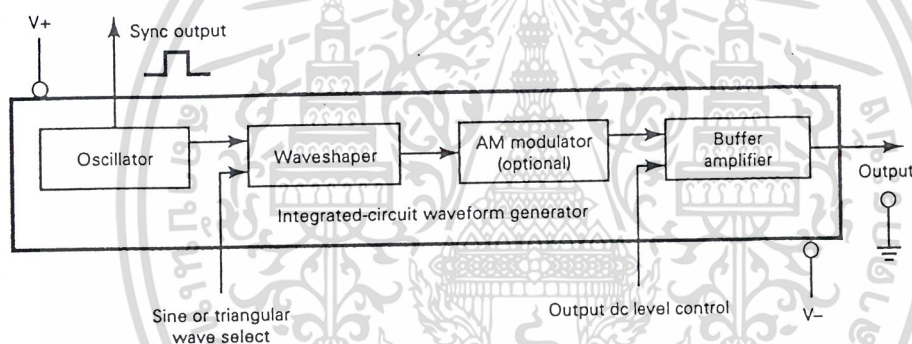 V+
Sync output
Oscillator
Waveshaper
AM modulator
(optional)
Buffer
amplifier
Output
Integrated-circuit waveform generator
Sine or triangular
wave select
Output dc level control
V–